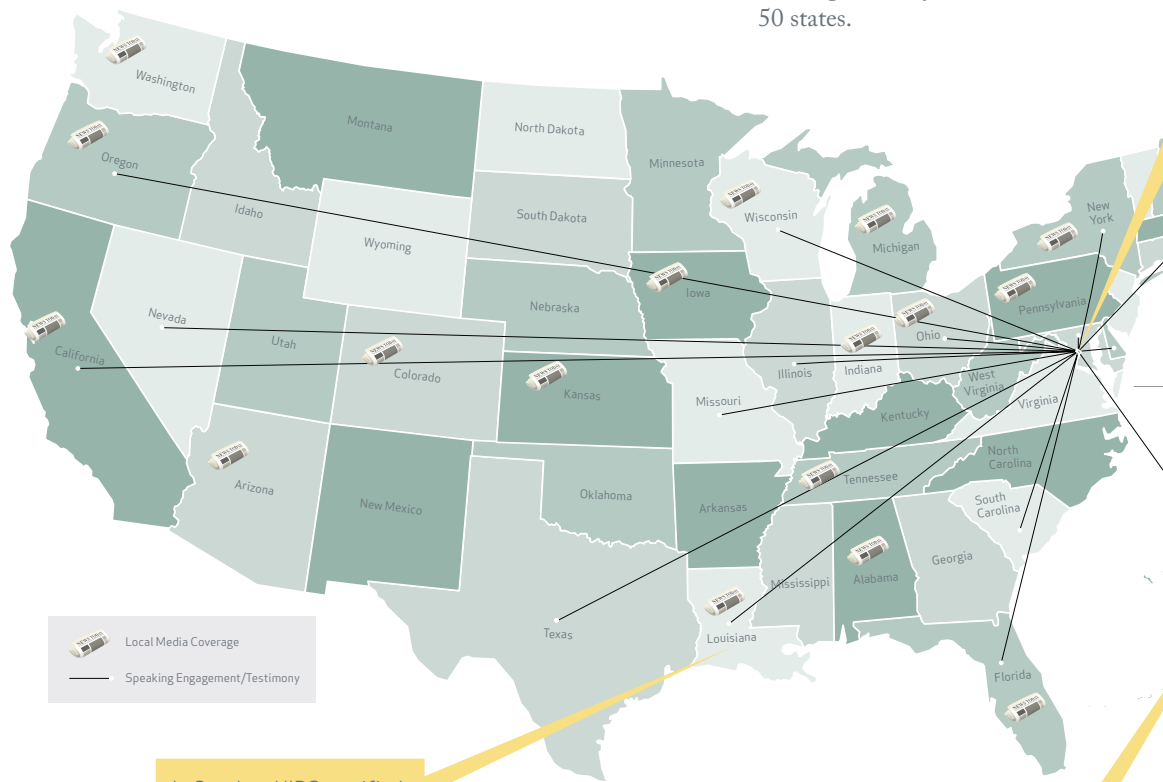 50 states.
Washington
Montana
North Dakota
Minnesota
Oregon
Idaho
South Dakota
Wisconsin
Michigan
New
York
Wyoming
Nebraska
Iowa
Pennsylvania
Nevada
Utah
Ohio
California
Colorado
Kansas
Illinois
Indiana
West
Virginia
Missouri
Kentucky
Virginia
Arizona
New Mexico
Oklahoma
Arkansas
Tennessee
North
Carolina
South
Carolina
Mississippi
Alabama
Georgia
Texas
Louisiana
Florida
NEWS TODAY
Local Media Coverage
Speaking Engagement/Testimony